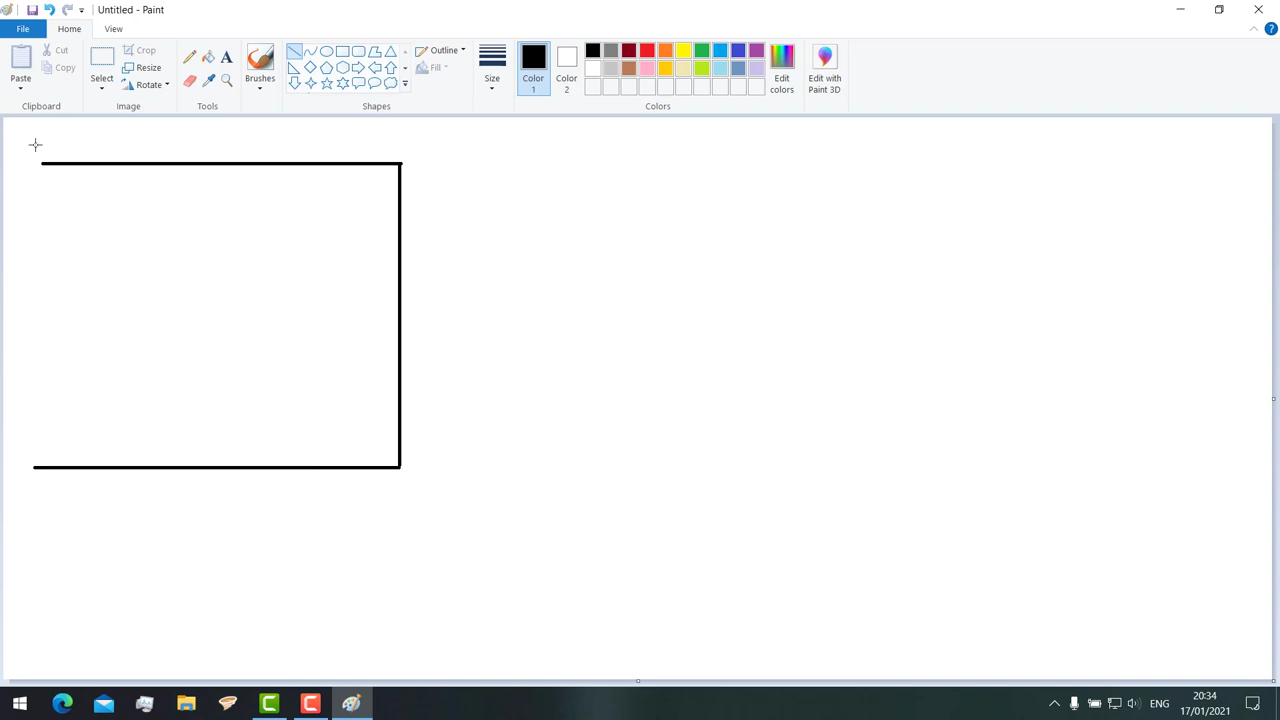 Untitled - Paint
File
Home
View
Paste
Cut
Copy
Clipboard
Select
Crop
Resize
Rotate
Image
A
Tools
Brushes
Outline
Fill
Shapes
Size
Color
1
Color
2
Edit
colors
Colors
Edit with
Paint 3D
?
ENG
20:34
17/01/2021